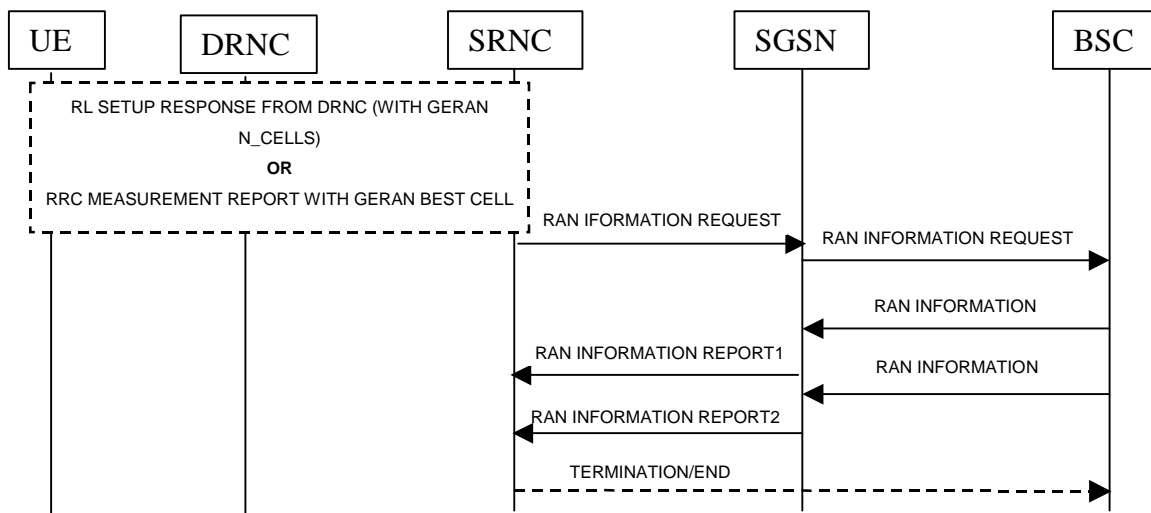 UE
DRNC
SRNC
SGSN
BSC
RL SETUP RESPONSE FROM DRNC (WITH GERAN
N_CELLS)
OR
RRC MEASUREMENT REPORT WITH GERAN BEST CELL
RAN IFORMATION REQUEST
RAN INFORMATION REQUEST
RAN INFORMATION
RAN INFORMATION REPORT1
RAN INFORMATION
RAN INFORMATION REPORT2
TERMINATION/END